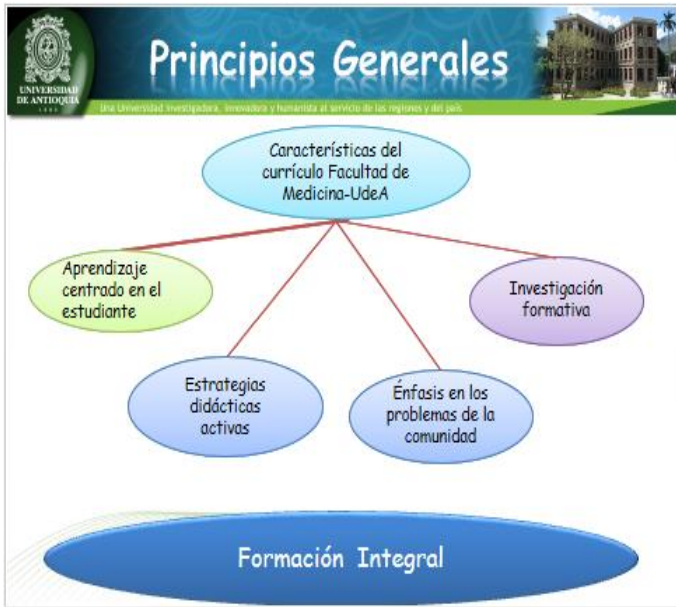 Principios Generales
UNIVERSIDAD
DE ANTIOQUIA
1803
Una Universidad investigadora, innovadora y humanista al servicio de las regiones y del país
Características del
currículo Facultad de
Medicina-UdeA
Aprendizaje
centrado en el
estudiante
Investigación
formativa
Estrategias
didácticas
activas
Énfasis en los
problemas de la
comunidad
Formación Integral